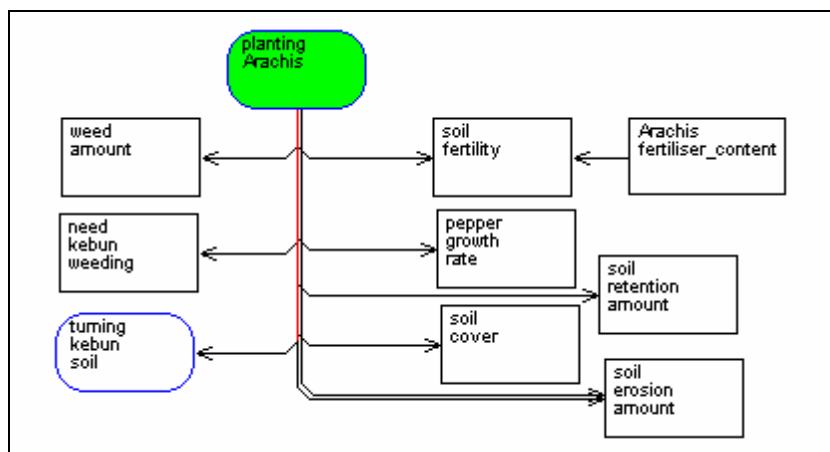 planting
Arachis
weed
amount
soil
fertility
Arachis
fertiliser_content
need
kebun
weeding
pepper
growth
rate
soil
retention
amount
turning
kebun
soil
soil
cover
soil
erosion
amount